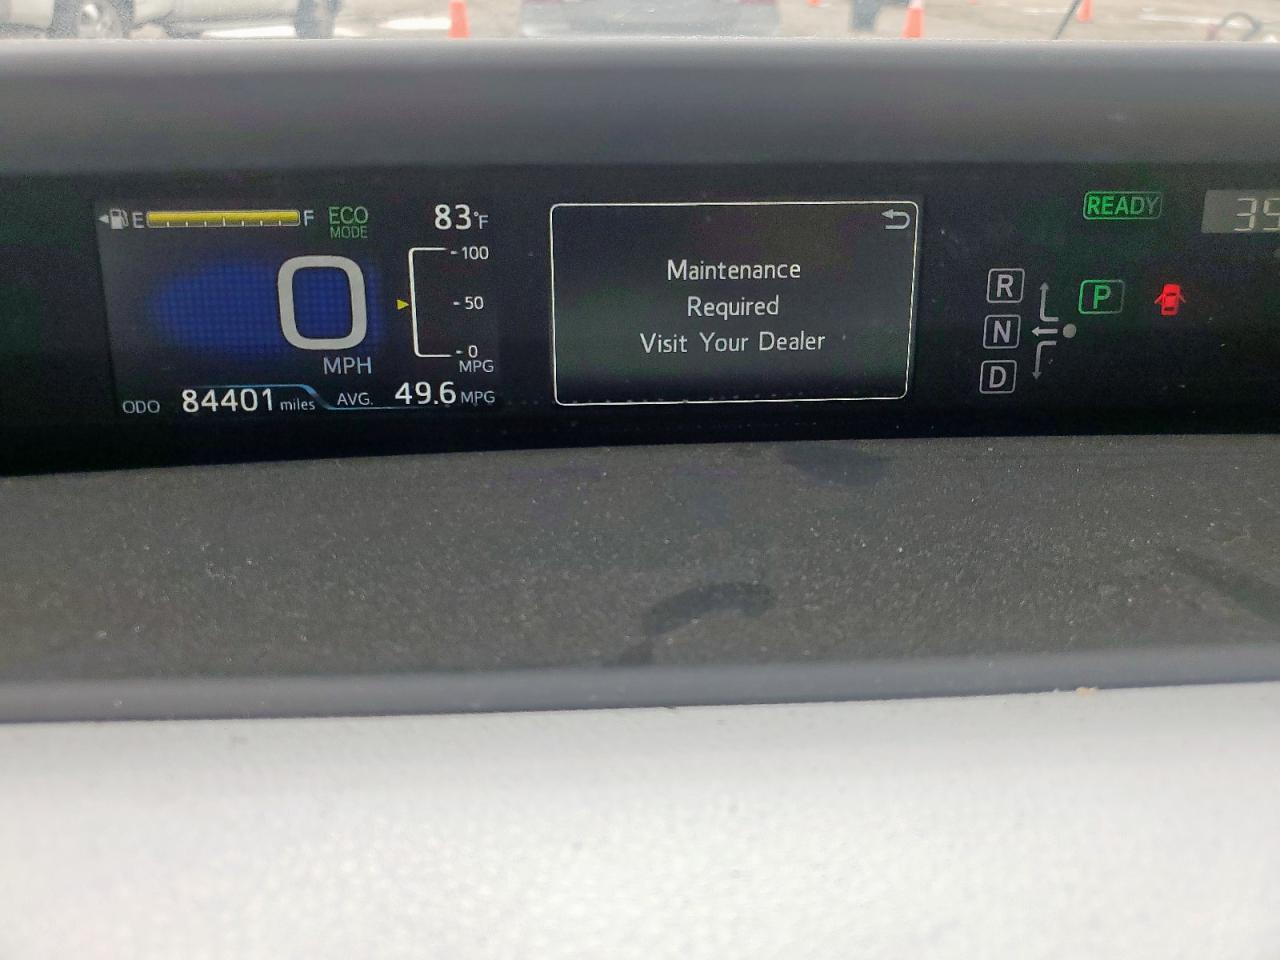 E F ECO MODE 83°F
100
50
0
MPG
0
MPH
ODO 84401 miles AVG. 49.6 MPG
Maintenance
Required
Visit Your Dealer
READY
R
N
D
P